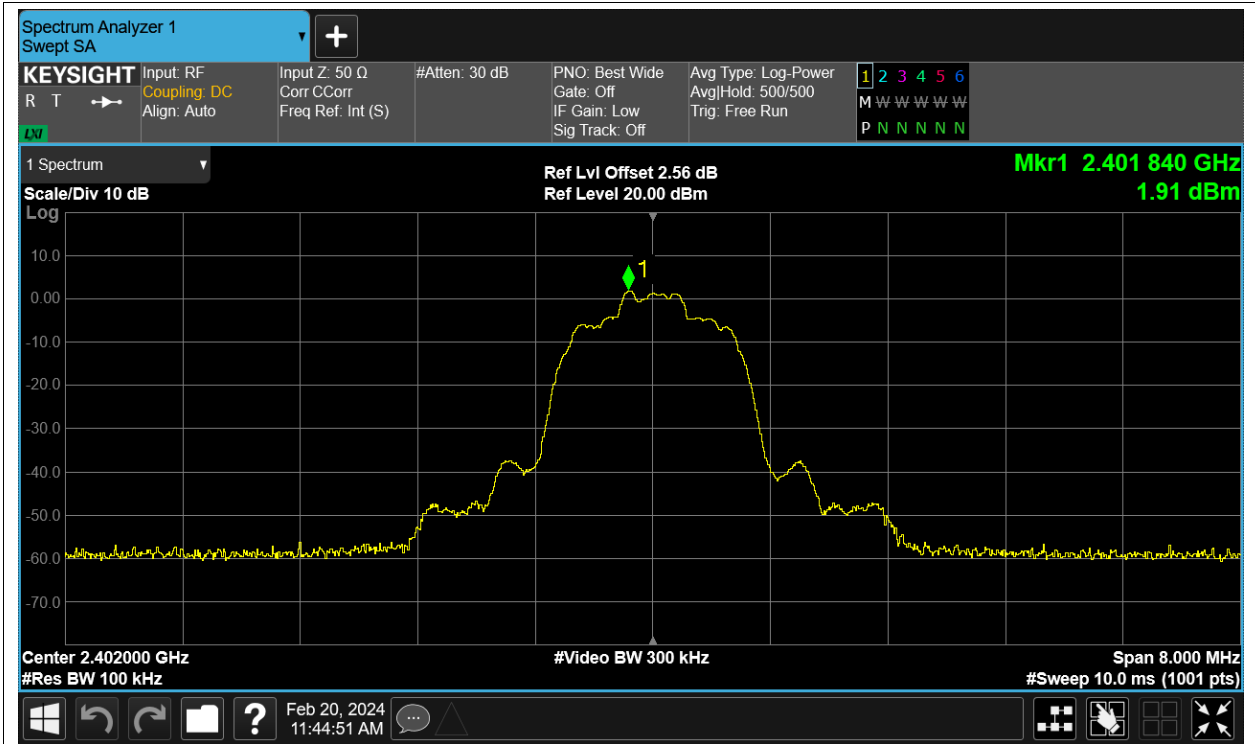 Spectrum Analyzer 1
Swept SA
KEYSIGHT
R T
LXI
Input: RF
Coupling: DC
Align: Auto
Input Z: 50 Ω
Corr CCorr
Freq Ref: Int (S)
#Atten: 30 dB
PNO: Best Wide
Gate: Off
IF Gain: Low
Sig Track: Off
Avg Type: Log-Power
Avg|Hold: 500/500
Trig: Free Run
1 2 3 4 5 6
M W W W W W
P N N N N N
1 Spectrum
Scale/Div 10 dB
Log
Ref Lvl Offset 2.56 dB
Ref Level 20.00 dBm
Mkr1 2.401 840 GHz
1.91 dBm
1
10.0
0.00
-10.0
-20.0
-30.0
-40.0
-50.0
-60.0
-70.0
Center 2.402000 GHz
#Res BW 100 kHz
#Video BW 300 kHz
Span 8.000 MHz
#Sweep 10.0 ms (1001 pts)
?
Feb 20, 2024
11:44:51 AM